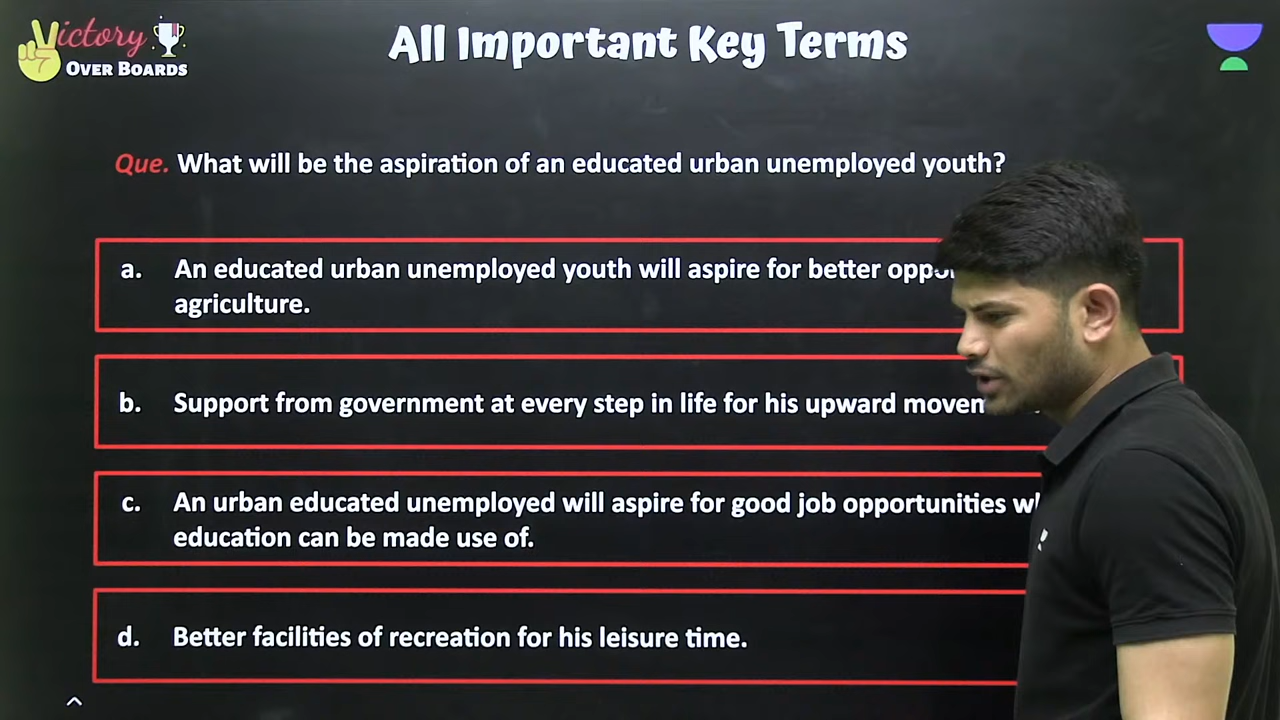 Victory
OVER BOARDS
All Important Key Terms
Que. What will be the aspiration of an educated urban unemployed youth?
a. An educated urban unemployed youth will aspire for better
agriculture.
b. Support from government at every step in life for his upward
c. An urban educated unemployed will aspire for good job opportunities
education can be made use of.
d. Better facilities of recreation for his leisure time.